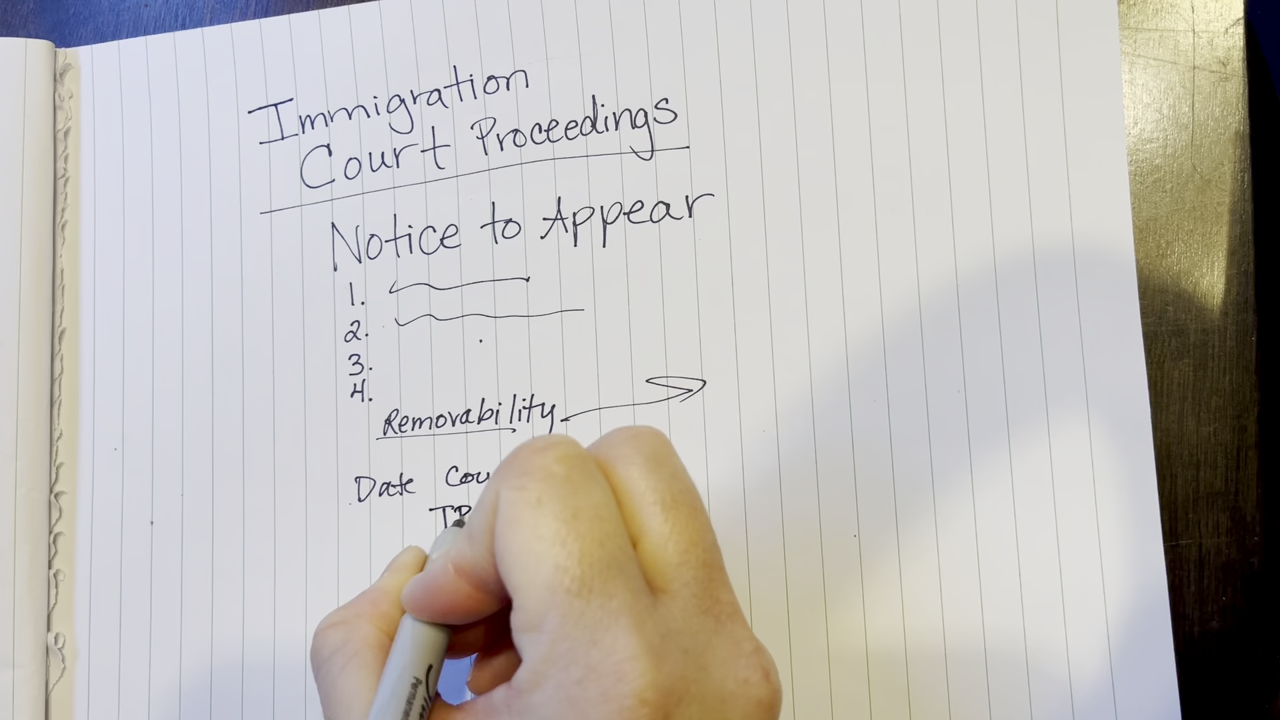 Immigration
Court Proceedings
Notice to Appear
1.
2.
3.
4.
Removability
Date